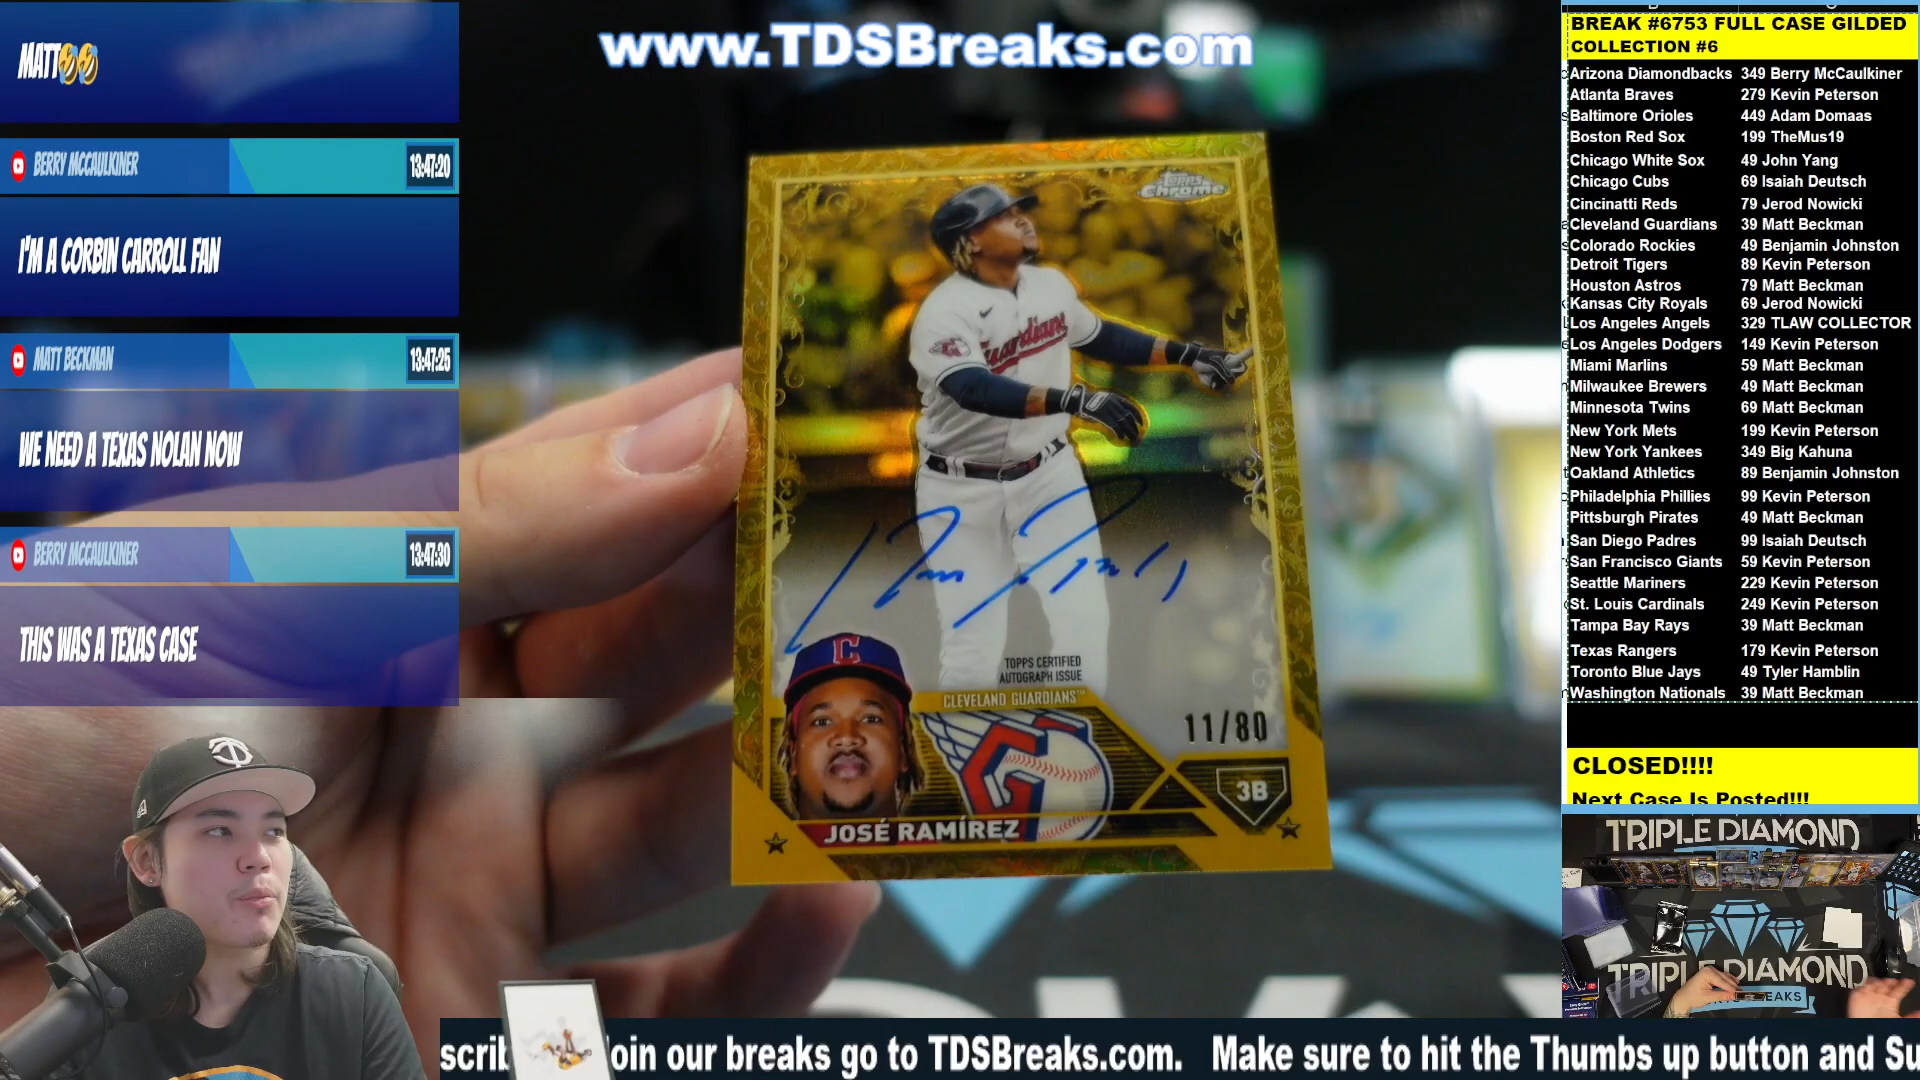 www.TDSBreaks.com
MATT
BERRY MCCAULKINER 13:47:20
I'M A CORBIN CARROLL FAN
MATT BECKMAN 13:47:25
WE NEED A TEXAS NOLAN NOW
BERRY MCCAULKINER 13:47:30
THIS WAS A TEXAS CASE
TOPPS
Chrome
Guardians
TOPPS CERTIFIED
AUTOGRAPH ISSUE
CLEVELAND GUARDIANS™
11/80
3B
JOSÉ RAMÍREZ
BREAK #6753 FULL CASE GILDED
COLLECTION #6
Arizona Diamondbacks 349 Berry McCaulkiner
Atlanta Braves 279 Kevin Peterson
Baltimore Orioles 449 Adam Domaas
Boston Red Sox 199 TheMus19
Chicago White Sox 49 John Yang
Chicago Cubs 69 Isaiah Deutsch
Cincinatti Reds 79 Jerod Nowicki
Cleveland Guardians 39 Matt Beckman
Colorado Rockies 49 Benjamin Johnston
Detroit Tigers 89 Kevin Peterson
Houston Astros 79 Matt Beckman
Kansas City Royals 69 Jerod Nowicki
Los Angeles Angels 329 TLAW COLLECTOR
Los Angeles Dodgers 149 Kevin Peterson
Miami Marlins 59 Matt Beckman
Milwaukee Brewers 49 Matt Beckman
Minnesota Twins 69 Matt Beckman
New York Mets 199 Kevin Peterson
New York Yankees 349 Big Kahuna
Oakland Athletics 89 Benjamin Johnston
Philadelphia Phillies 99 Kevin Peterson
Pittsburgh Pirates 49 Matt Beckman
San Diego Padres 99 Isaiah Deutsch
San Francisco Giants 59 Kevin Peterson
Seattle Mariners 229 Kevin Peterson
St. Louis Cardinals 249 Kevin Peterson
Tampa Bay Rays 39 Matt Beckman
Texas Rangers 179 Kevin Peterson
Toronto Blue Jays 49 Tyler Hamblin
Washington Nationals 39 Matt Beckman
CLOSED!!!!
Next Case Is Posted!!!
TRIPLE DIAMOND
TRIPLE DIAMOND
scrib oin our breaks go to TDSBreaks.com. Make sure to hit the Thumbs up button and Su